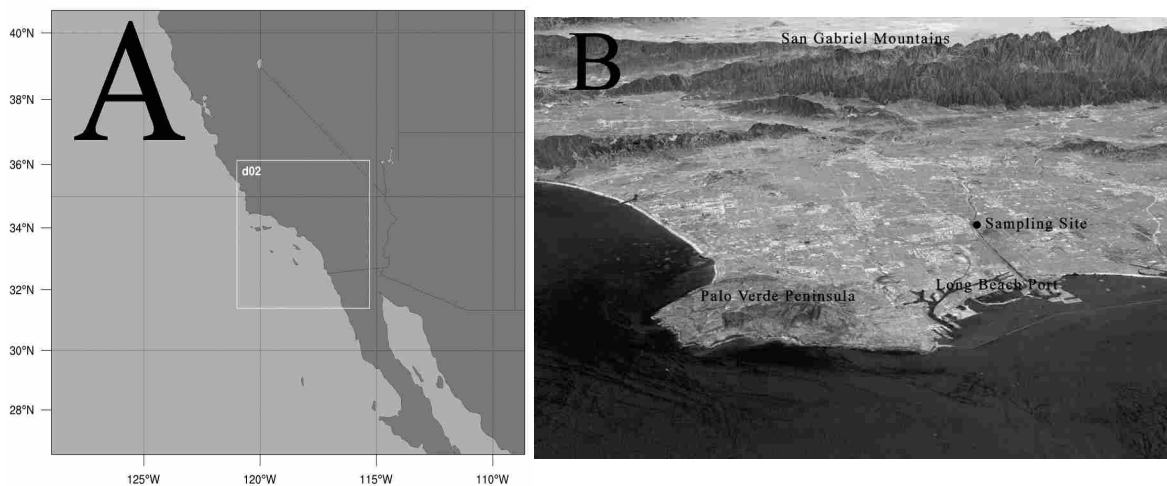 A
40°N
38°N
36°N
34°N
32°N
30°N
28°N
125°W
120°W
115°W
110°W
d02
B
San Gabriel Mountains
Sampling Site
Long Beach Port
Palo Verde Peninsula